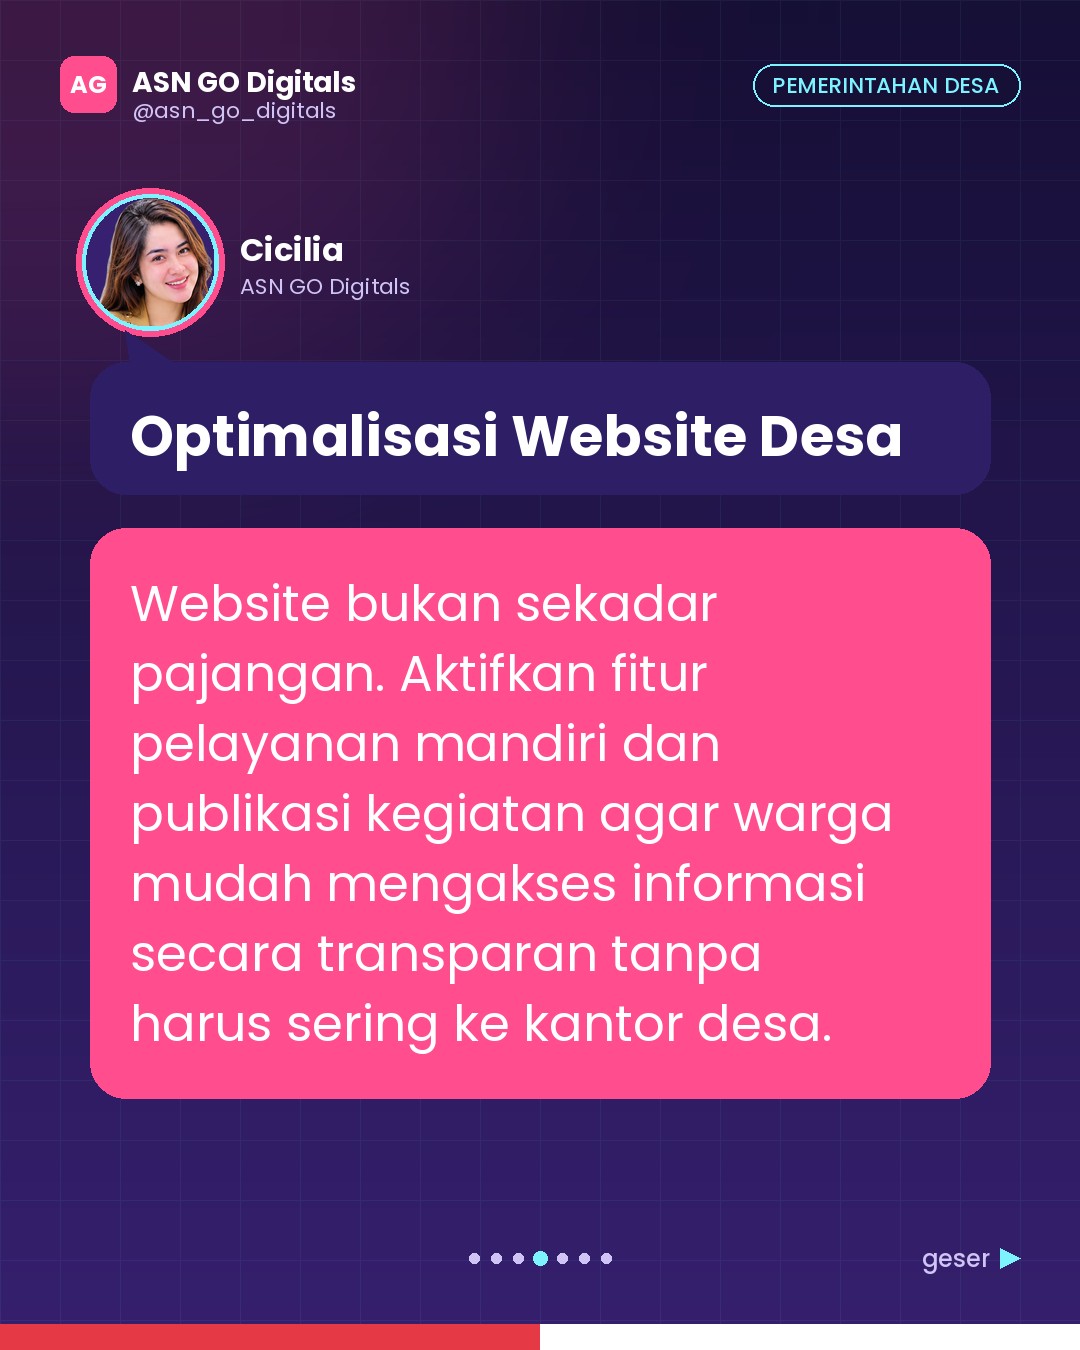 AG
ASN GO Digitals
@asn_go_digitals
PEMERINTAHAN DESA
Cicilia
ASN GO Digitals
Optimalisasi Website Desa
Website bukan sekadar
pajangan. Aktifkan fitur
pelayanan mandiri dan
publikasi kegiatan agar warga
mudah mengakses informasi
secara transparan tanpa
harus sering ke kantor desa.
geser